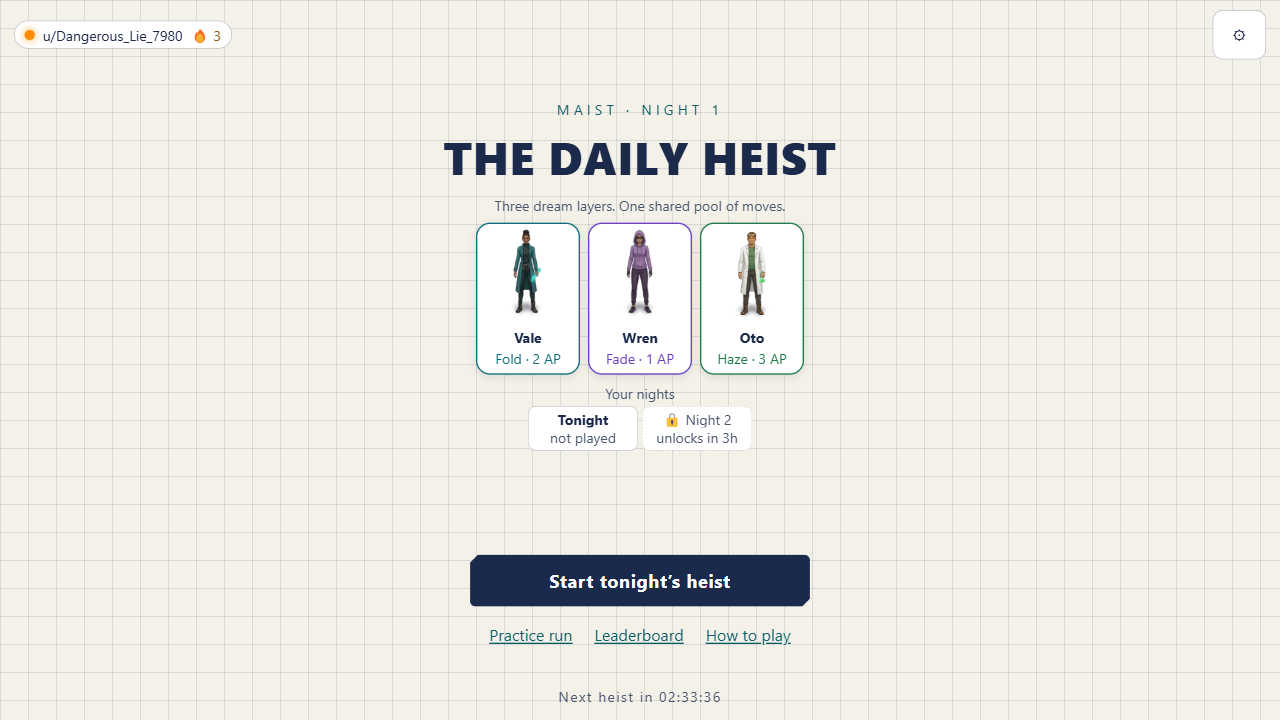 u/Dangerous_Lie_7980 🔥 3
⚙
MAIST · NIGHT 1
THE DAILY HEIST
Three dream layers. One shared pool of moves.
Vale Wren Oto
Fold · 2 AP Fade · 1 AP Haze · 3 AP
Your nights
Tonight 🔒 Night 2
not played unlocks in 3h
Start tonight’s heist
Practice run Leaderboard How to play
Next heist in 02:33:36